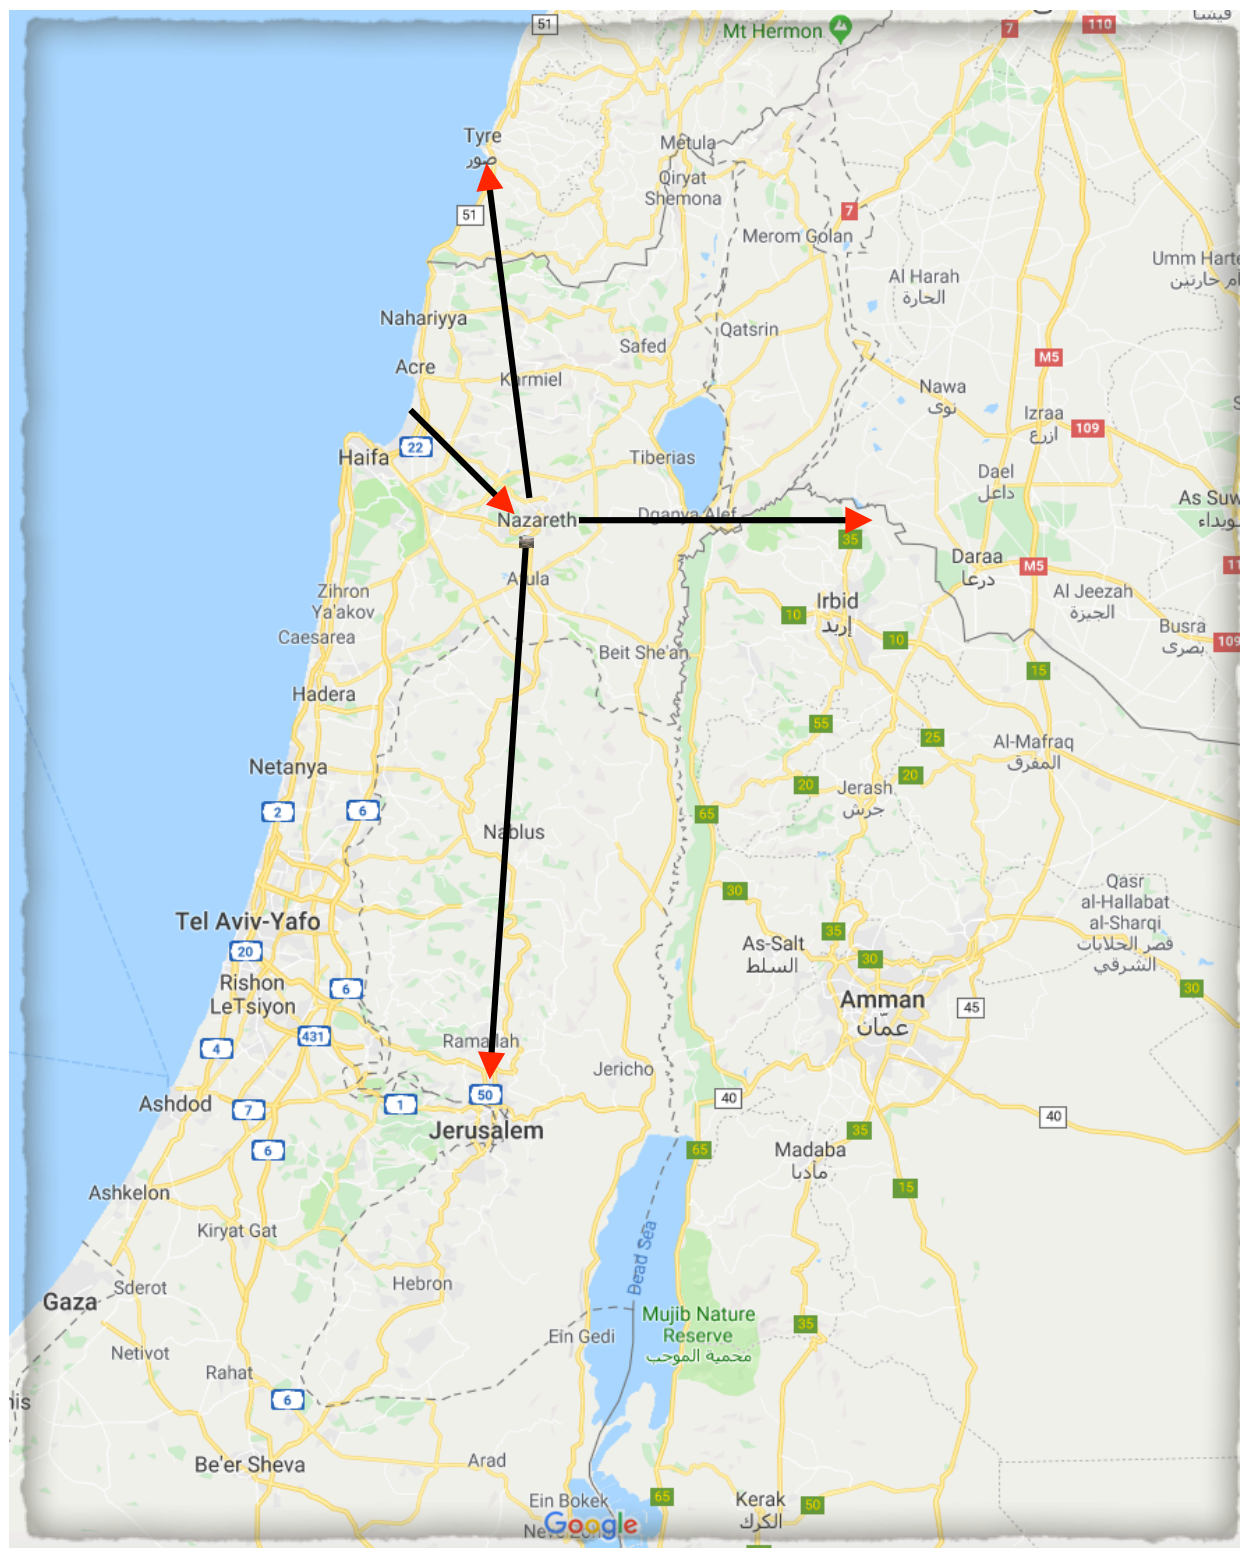 51
Mt Hermon
7
110
Tyre
صور
Metula
Qiryat
Shemona
51
7
Merom Golan
Al Harah
الحارة
Umm Harte
Nahariyya
Qatsrin
Safed
Acre
Karmiel
M5
Nawa
نوى
Izraa
ازرع
109
Haifa
22
Tiberias
Dael
داعل
As Suw
Nazareth
Dganya Alef
35
Daraa
درعا
M5
11
Afula
Zihron
Ya'akov
Irbid
إربد
10
Al Jeezah
الجيزة
Caesarea
10
Busra
بصرى
109
Beit She'an
15
Hadera
55
25
Al-Mafraq
المفرق
Netanya
20
20
Jerash
جرش
2
6
65
Nablus
30
Qasr
al-Hallabat
al-Sharqi
قصر الحلابات
الشرقي
Tel Aviv-Yafo
20
35
As-Salt
السلط
30
Rishon
LeTsiyon
6
Amman
عمّان
45
30
431
4
Ramallah
Jericho
50
40
Ashdod
7
1
40
Jerusalem
35
6
65
Madaba
مادبا
15
Ashkelon
Kiryat Gat
Dead Sea
Sderot
Hebron
Gaza
Mujib Nature
Reserve
محمية الموجب
35
Ein Gedi
Netivot
Rahat
6
nis
Be'er Sheva
Arad
Ein Bokek
65
Kerak
الكرك
50
Google